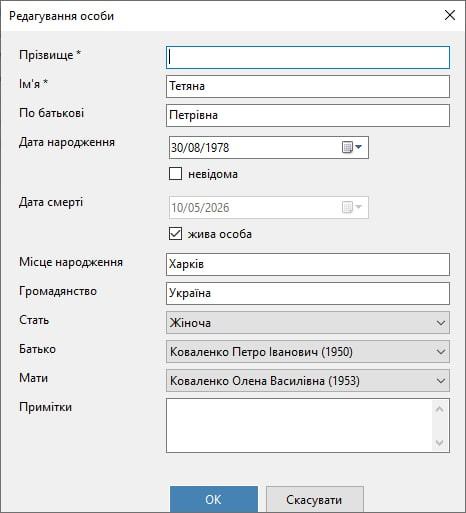 Редагування особи
Прізвище *
Ім'я * Тетяна
По батькові Петрівна
Дата народження 30/08/1978
невідома
Дата смерті 10/05/2026
жива особа
Місце народження Харків
Громадянство Україна
Стать Жіноча
Батько Коваленко Петро Іванович (1950)
Мати Коваленко Олена Василівна (1953)
Примітки
ОК Скасувати